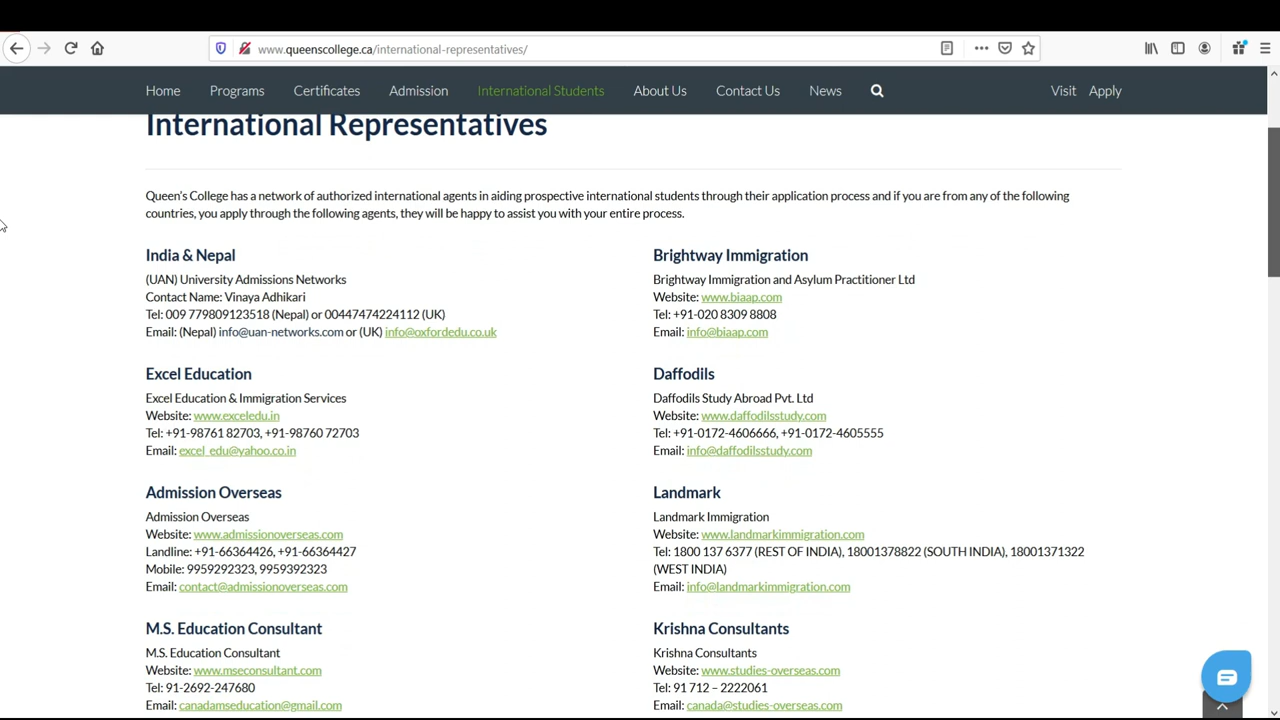 www.queenscollege.ca/international-representatives/
Home Programs Certificates Admission International Students About Us Contact Us News Visit Apply
International Representatives
Queen's College has a network of authorized international agents in aiding prospective international students through their application process and if you are from any of the following
countries, you apply through the following agents, they will be happy to assist you with your entire process.
India & Nepal
(UAN) University Admissions Networks
Contact Name: Vinaya Adhikari
Tel: 009 779809123518 (Nepal) or 00447474224112 (UK)
Email: (Nepal) info@uan-networks.com or (UK) info@oxfordedu.co.uk
Brightway Immigration
Brightway Immigration and Asylum Practitioner Ltd
Website: www.biaap.com
Tel: +91-020 8309 8808
Email: info@biaap.com
Excel Education
Excel Education & Immigration Services
Website: www.exceledu.in
Tel: +91-98761 82703, +91-98760 72703
Email: excel_edu@yahoo.co.in
Daffodils
Daffodils Study Abroad Pvt. Ltd
Website: www.daffodilsstudy.com
Tel: +91-0172-4606666, +91-0172-4605555
Email: info@daffodilsstudy.com
Admission Overseas
Admission Overseas
Website: www.admissionoverseas.com
Landline: +91-66364426, +91-66364427
Mobile: 9959292323, 9959392323
Email: contact@admissionoverseas.com
Landmark
Landmark Immigration
Website: www.landmarkimmigration.com
Tel: 1800 137 6377 (REST OF INDIA), 18001378822 (SOUTH INDIA), 18001371322
(WEST INDIA)
Email: info@landmarkimmigration.com
M.S. Education Consultant
M.S. Education Consultant
Website: www.mseconsultant.com
Tel: 91-2692-247680
Email: canadamseducation@gmail.com
Krishna Consultants
Krishna Consultants
Website: www.studies-overseas.com
Tel: 91 712 – 2222061
Email: canada@studies-overseas.com